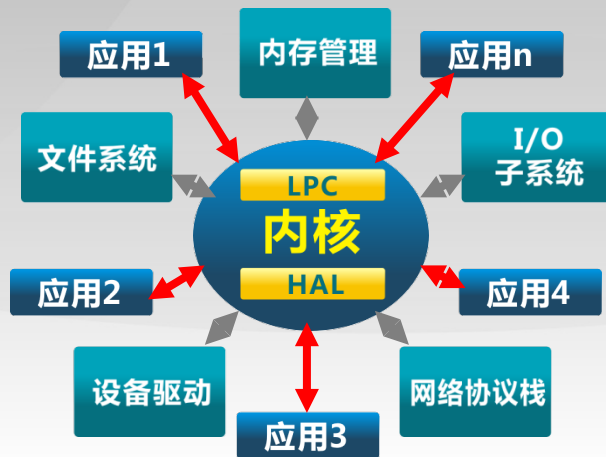 应用1
内存管理
应用n
文件系统
I/O
子系统
LPC
内核
HAL
应用2
应用4
设备驱动
网络协议栈
应用3